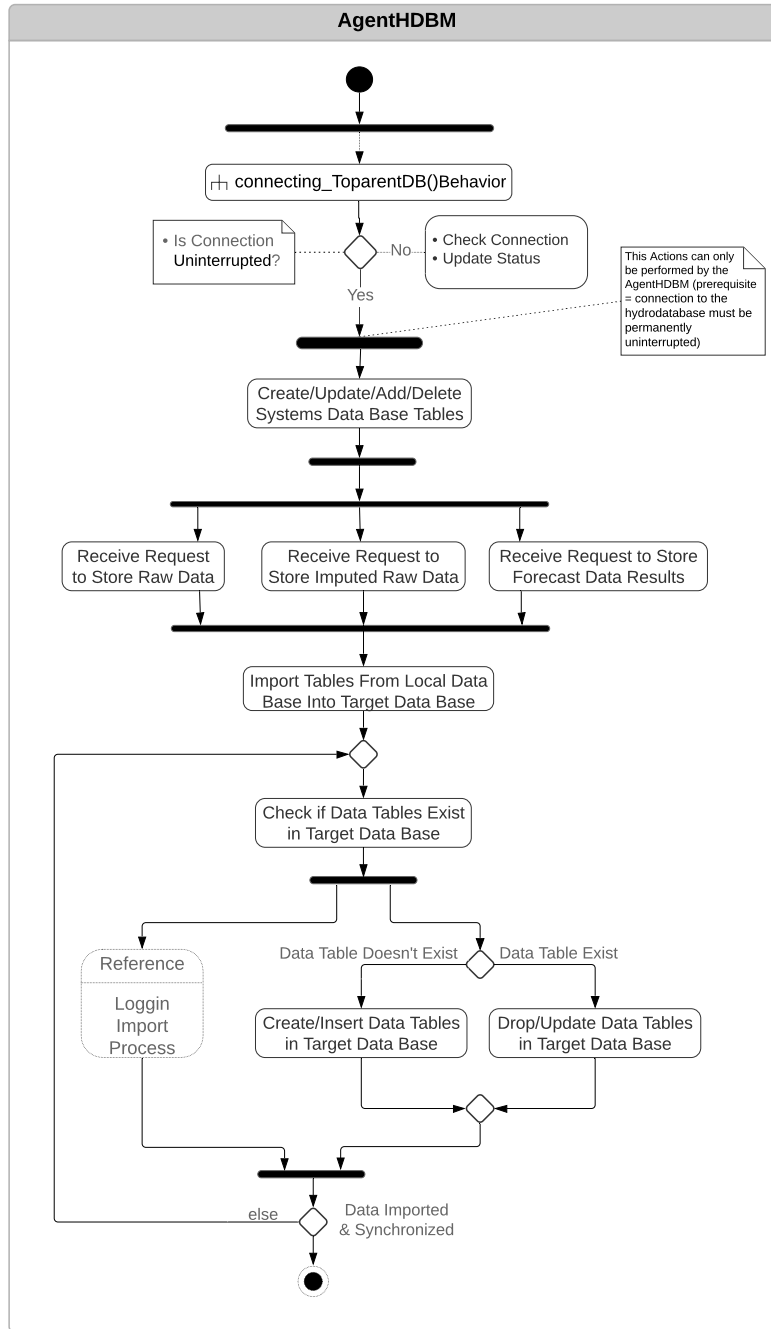 AgentHDBM
connecting_ToparentDB()Behavior
• Is Connection
Uninterrupted?
No
• Check Connection
• Update Status
Yes
This Actions can only
be performed by the
AgentHDBM (prerequisite
= connection to the
hydrodatabase must be
permanently
uninterrupted)
Create/Update/Add/Delete
Systems Data Base Tables
Receive Request
to Store Raw Data
Receive Request to
Store Imputed Raw Data
Receive Request to Store
Forecast Data Results
Import Tables From Local Data
Base Into Target Data Base
Check if Data Tables Exist
in Target Data Base
Reference
Loggin
Import
Process
Data Table Doesn't Exist
Data Table Exist
Create/Insert Data Tables
in Target Data Base
Drop/Update Data Tables
in Target Data Base
else
Data Imported
& Synchronized